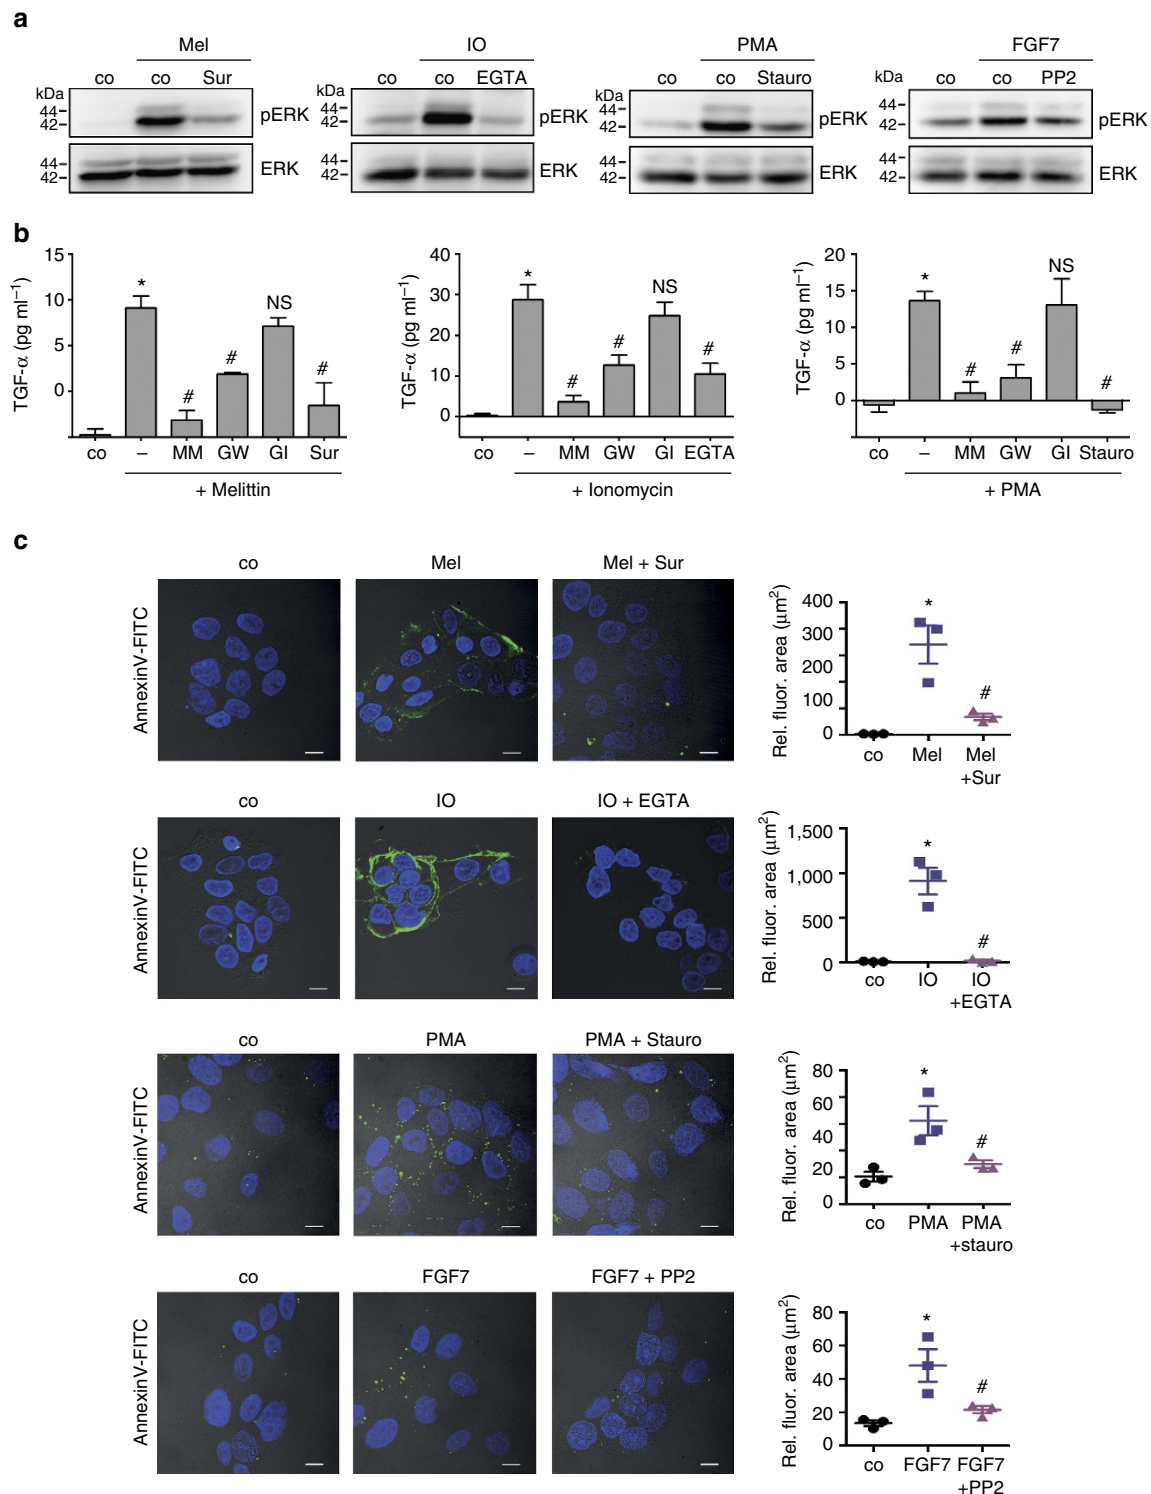 a
Mel
IO
PMA
FGF7
co co Sur
co co EGTA
co co Stauro
co co PP2
kDa
44
42
pERK
44
42
ERK
kDa
44
42
pERK
44
42
ERK
kDa
44
42
pERK
44
42
ERK
kDa
44
42
pERK
44
42
ERK
b
TGF-α (pg ml⁻¹)
15
10
5
0
*
#
#
NS
#
co – MM GW GI Sur
+ Melittin
TGF-α (pg ml⁻¹)
40
30
20
10
0
*
#
#
NS
#
co – MM GW GI EGTA
+ Ionomycin
TGF-α (pg ml⁻¹)
20
15
10
5
0
*
#
#
NS
#
co – MM GW GI Stauro
+ PMA
c
co
Mel
Mel + Sur
AnnexinV-FITC
Rel. fluor. area (μm²)
400
300
200
100
0
*
#
co Mel Mel
+Sur
co
IO
IO + EGTA
AnnexinV-FITC
Rel. fluor. area (μm²)
1,500
1,000
500
0
*
#
co IO IO
+EGTA
co
PMA
PMA + Stauro
AnnexinV-FITC
Rel. fluor. area (μm²)
80
60
40
20
0
*
#
co PMA PMA
+stauro
co
FGF7
FGF7 + PP2
AnnexinV-FITC
Rel. fluor. area (μm²)
80
60
40
20
0
*
#
co FGF7 FGF7
+PP2